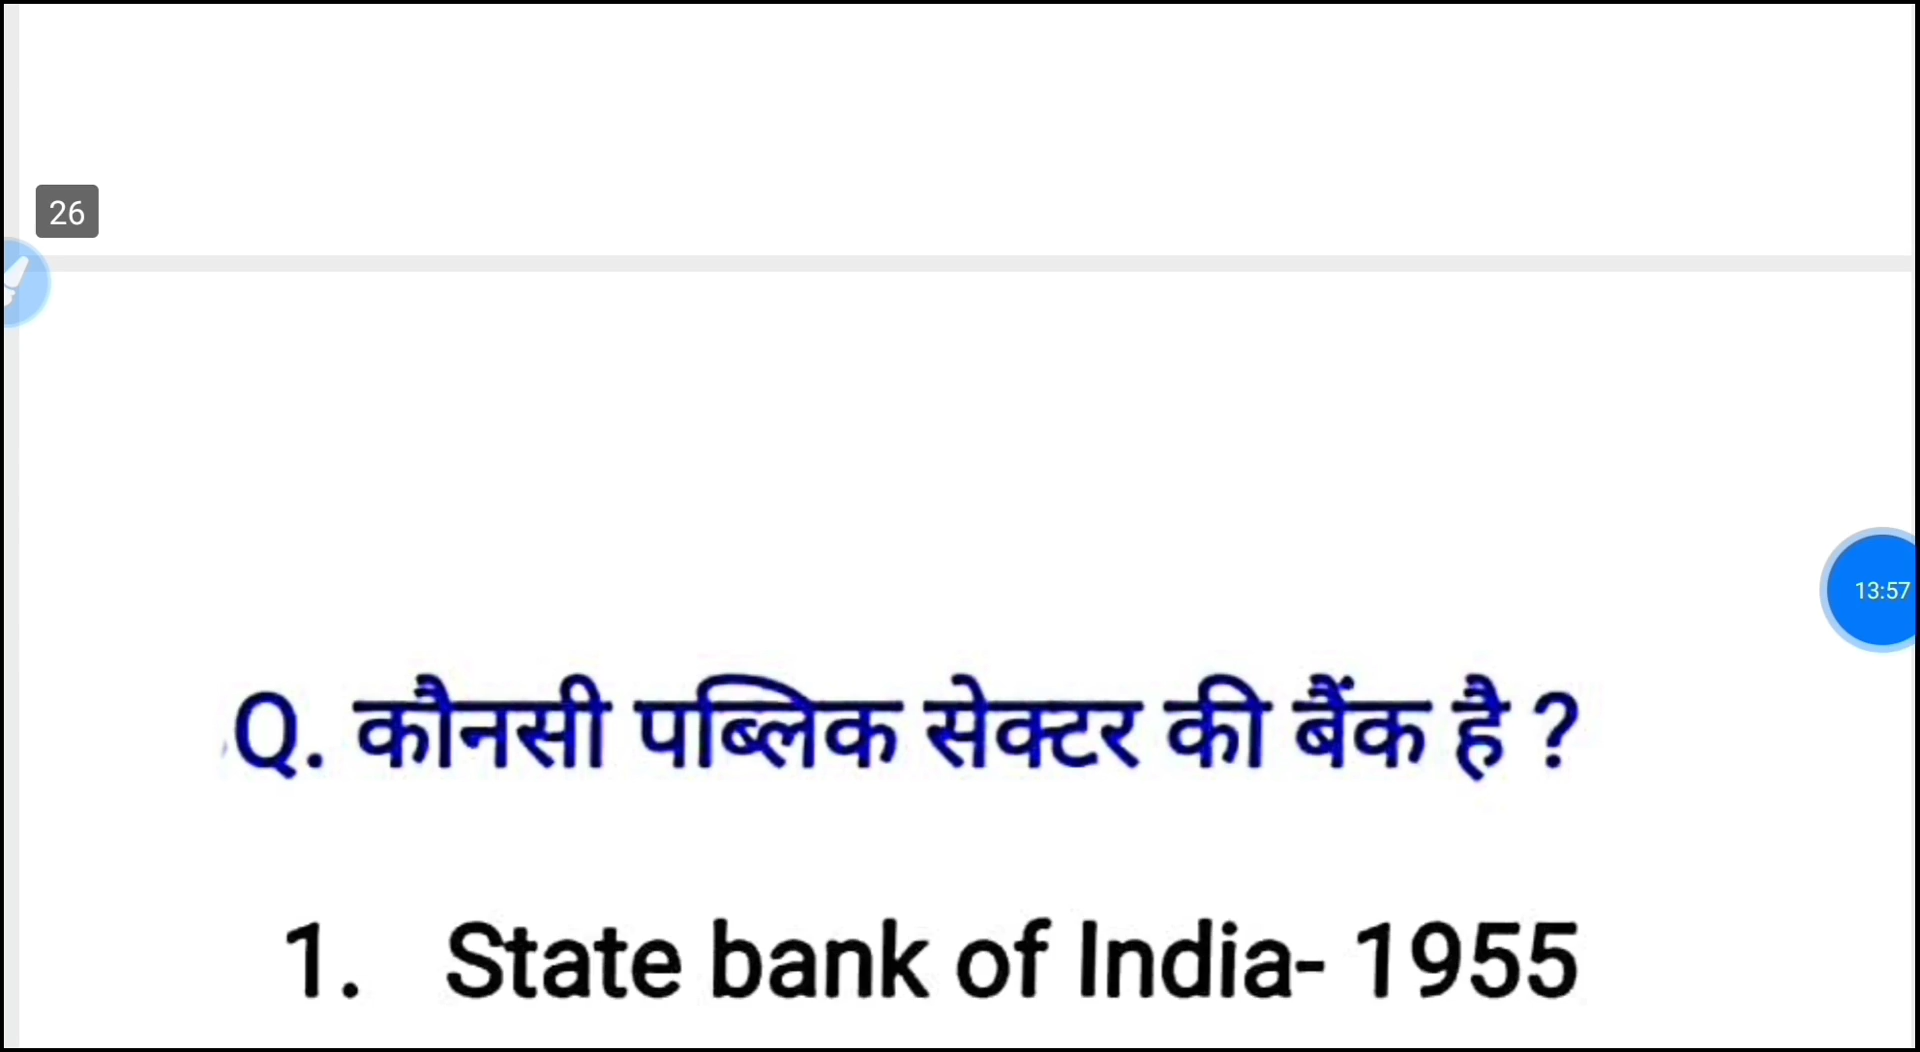 26
13:57
Q. कौनसी पब्लिक सेक्टर की बैंक है ?
1. State bank of India- 1955